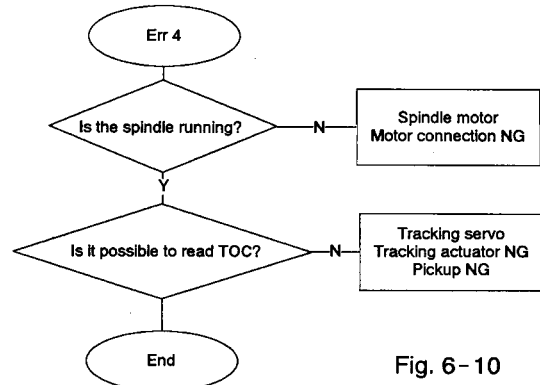 Err 4
Is the spindle running?
N
Spindle motor
Motor connection NG
Y
Is it possible to read TOC?
N
Tracking servo
Tracking actuator NG
Pickup NG
End
Fig. 6-10